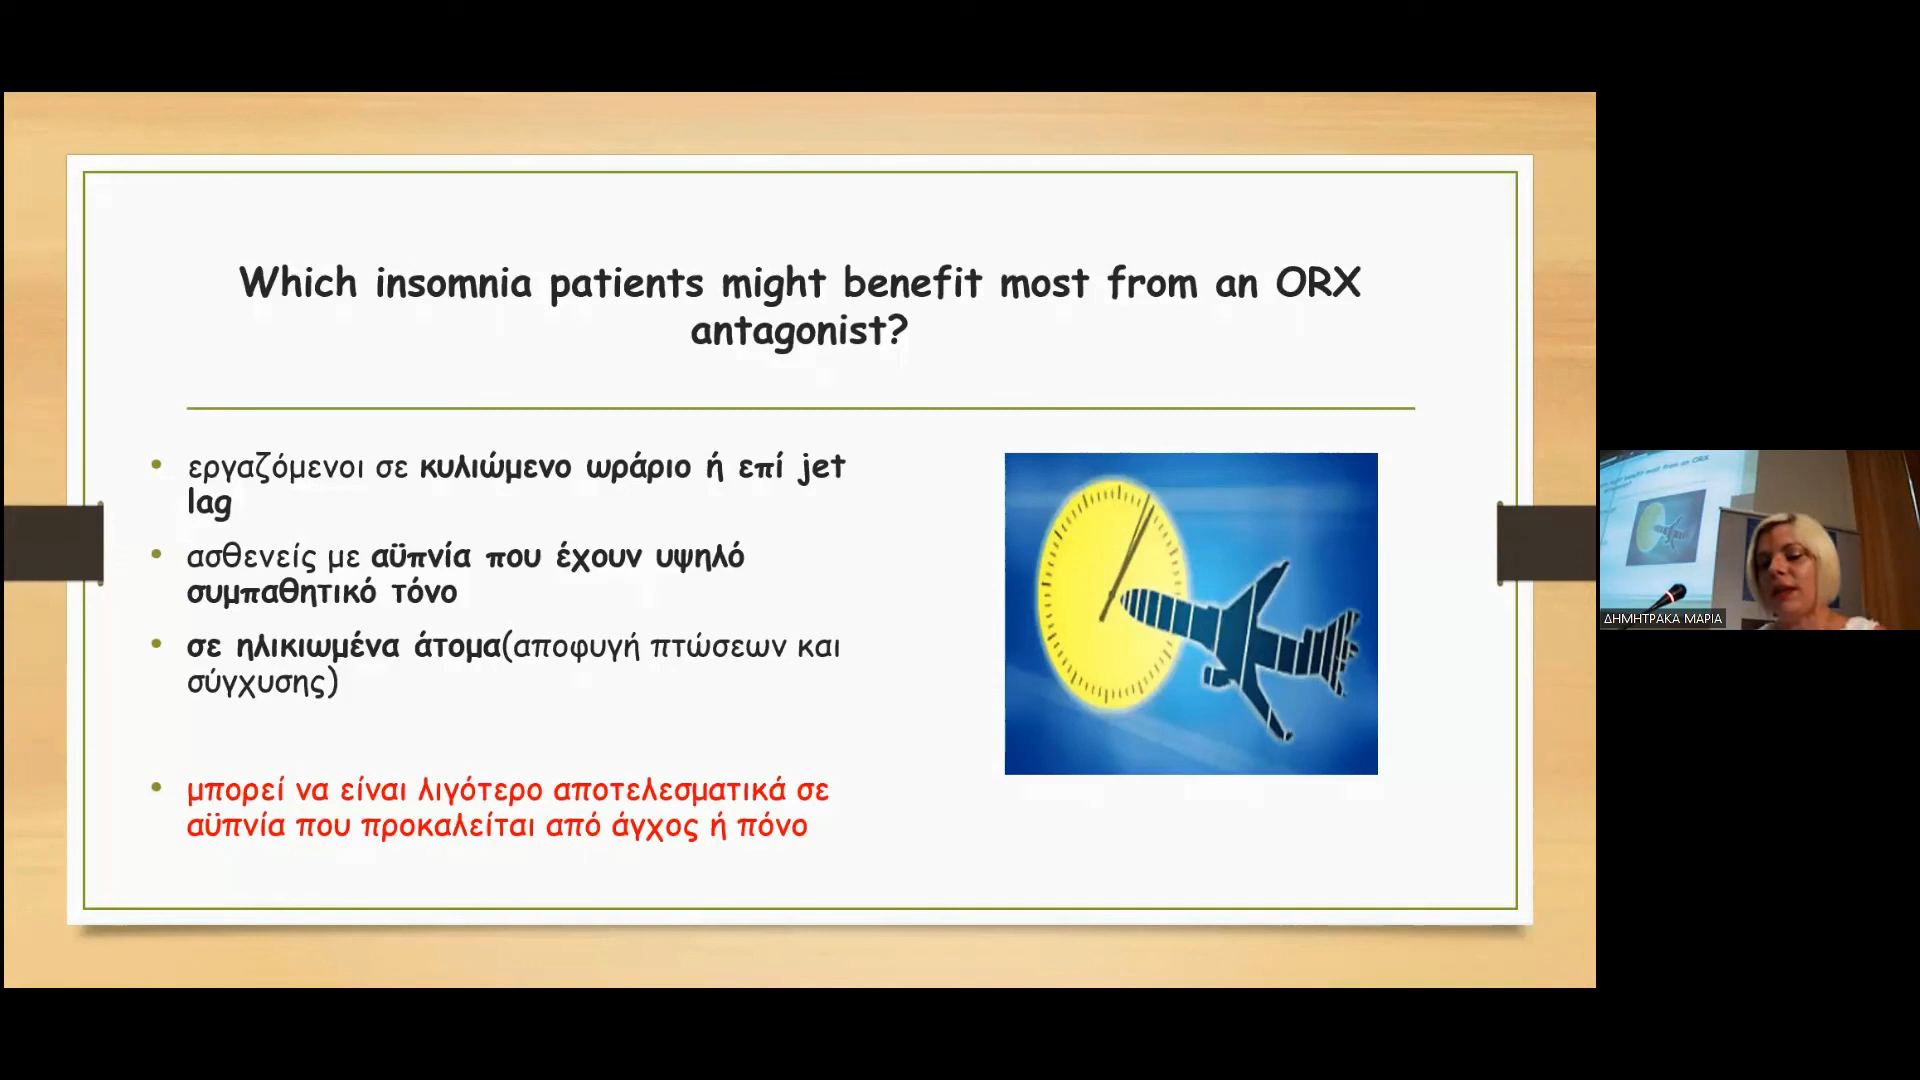 Which insomnia patients might benefit most from an ORX
antagonist?
• εργαζόμενοι σε κυλιώμενο ωράριο ή επί jet
lag
• ασθενείς με αϋπνία που έχουν υψηλό
συμπαθητικό τόνο
• σε ηλικιωμένα άτομα(αποφυγή πτώσεων και
σύγχυσης)
• μπορεί να είναι λιγότερο αποτελεσματικά σε
αϋπνία που προκαλείται από άγχος ή πόνο
ΔΗΜΗΤΡΑΚΑ ΜΑΡΙΑ